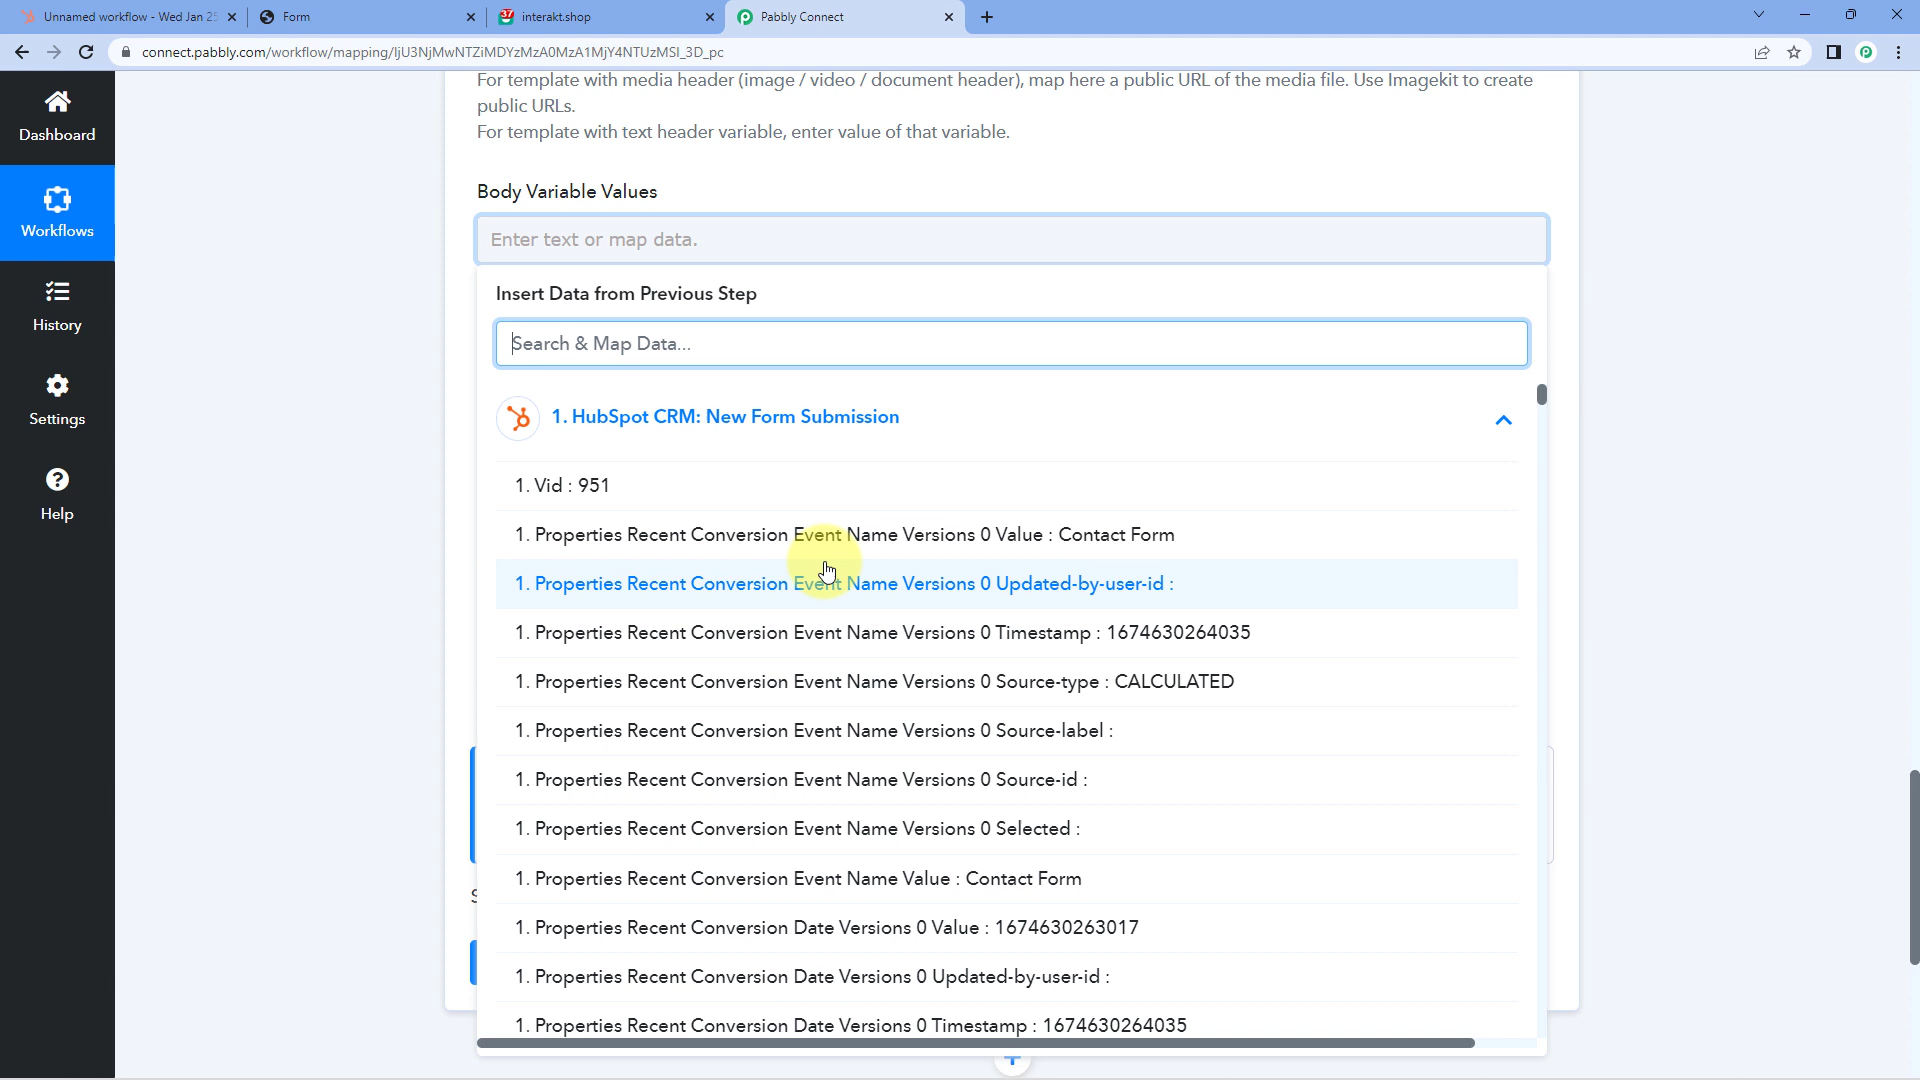 Unnamed workflow - Wed Jan 25
Form
interakt.shop
Pabbly Connect
connect.pabbly.com/workflow/mapping/IjU3NjMwNTZiMDYzMzA0MzA1MjY4NTUzMSI_3D_pc
Dashboard
Workflows
History
Settings
Help
For template with media header (image / video / document header), map here a public URL of the media file. Use Imagekit to create
public URLs.
For template with text header variable, enter value of that variable.
Body Variable Values
Enter text or map data.
Insert Data from Previous Step
Search & Map Data...
1. HubSpot CRM: New Form Submission
1. Vid : 951
1. Properties Recent Conversion Event Name Versions 0 Value : Contact Form
1. Properties Recent Conversion Event Name Versions 0 Updated-by-user-id :
1. Properties Recent Conversion Event Name Versions 0 Timestamp : 1674630264035
1. Properties Recent Conversion Event Name Versions 0 Source-type : CALCULATED
1. Properties Recent Conversion Event Name Versions 0 Source-label :
1. Properties Recent Conversion Event Name Versions 0 Source-id :
1. Properties Recent Conversion Event Name Versions 0 Selected :
1. Properties Recent Conversion Event Name Value : Contact Form
1. Properties Recent Conversion Date Versions 0 Value : 1674630263017
1. Properties Recent Conversion Date Versions 0 Updated-by-user-id :
1. Properties Recent Conversion Date Versions 0 Timestamp : 1674630264035